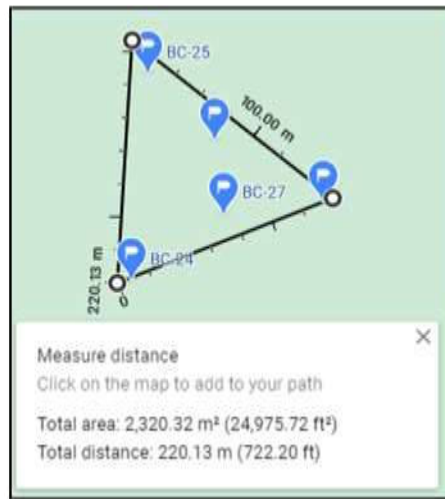 BC-25
100.00 m
BC-27
BC-24
220.13 m
0
Measure distance
Click on the map to add to your path
Total area: 2,320.32 m² (24,975.72 ft²)
Total distance: 220.13 m (722.20 ft)